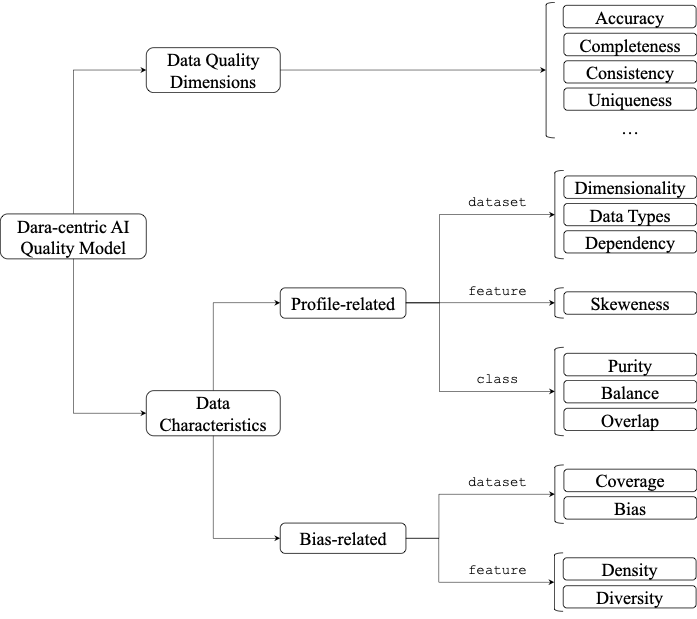 Accuracy
Completeness
Consistency
Uniqueness
...
Data Quality
Dimensions
Dara-centric AI
Quality Model
dataset
Dimensionality
Data Types
Dependency
Profile-related
feature
Skeweness
class
Purity
Balance
Overlap
Data
Characteristics
dataset
Coverage
Bias
Bias-related
feature
Density
Diversity